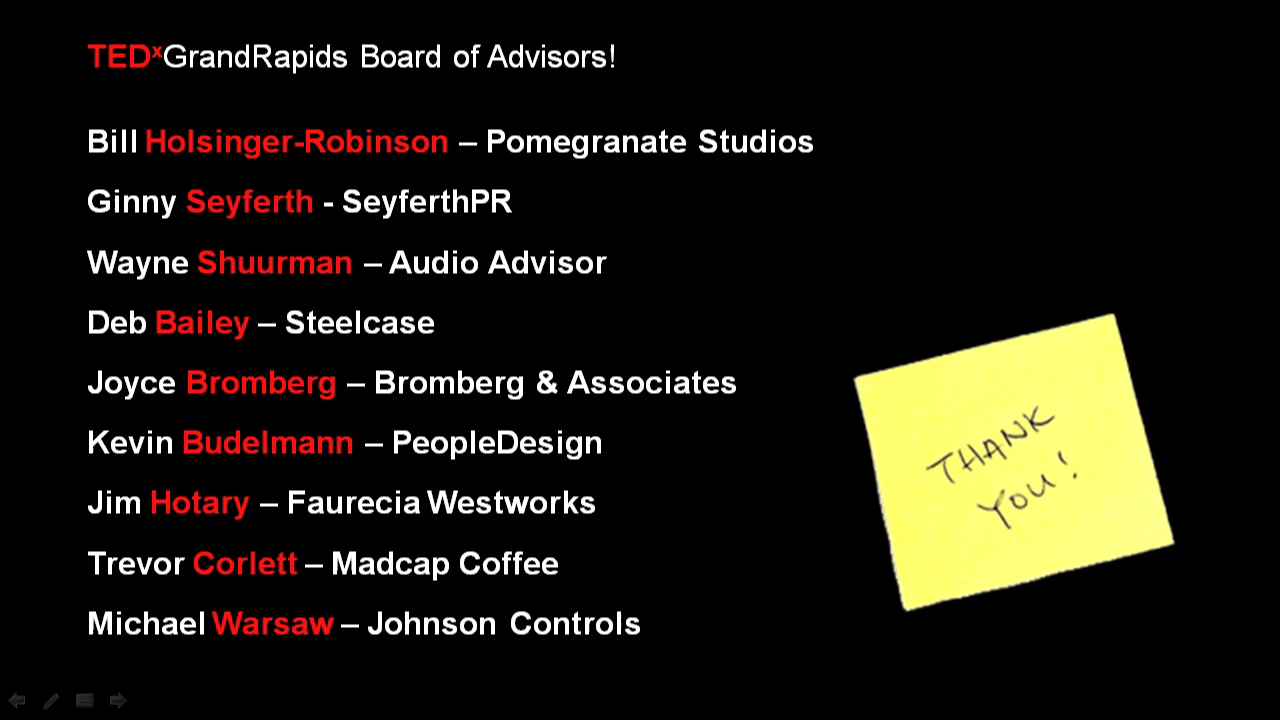 TEDxGrandRapids Board of Advisors!
Bill Holsinger-Robinson – Pomegranate Studios
Ginny Seyferth - SeyferthPR
Wayne Shuurman – Audio Advisor
Deb Bailey – Steelcase
Joyce Bromberg – Bromberg & Associates
Kevin Budelmann – PeopleDesign
Jim Hotary – Faurecia Westworks
Trevor Corlett – Madcap Coffee
Michael Warsaw – Johnson Controls
THANK
YOU!